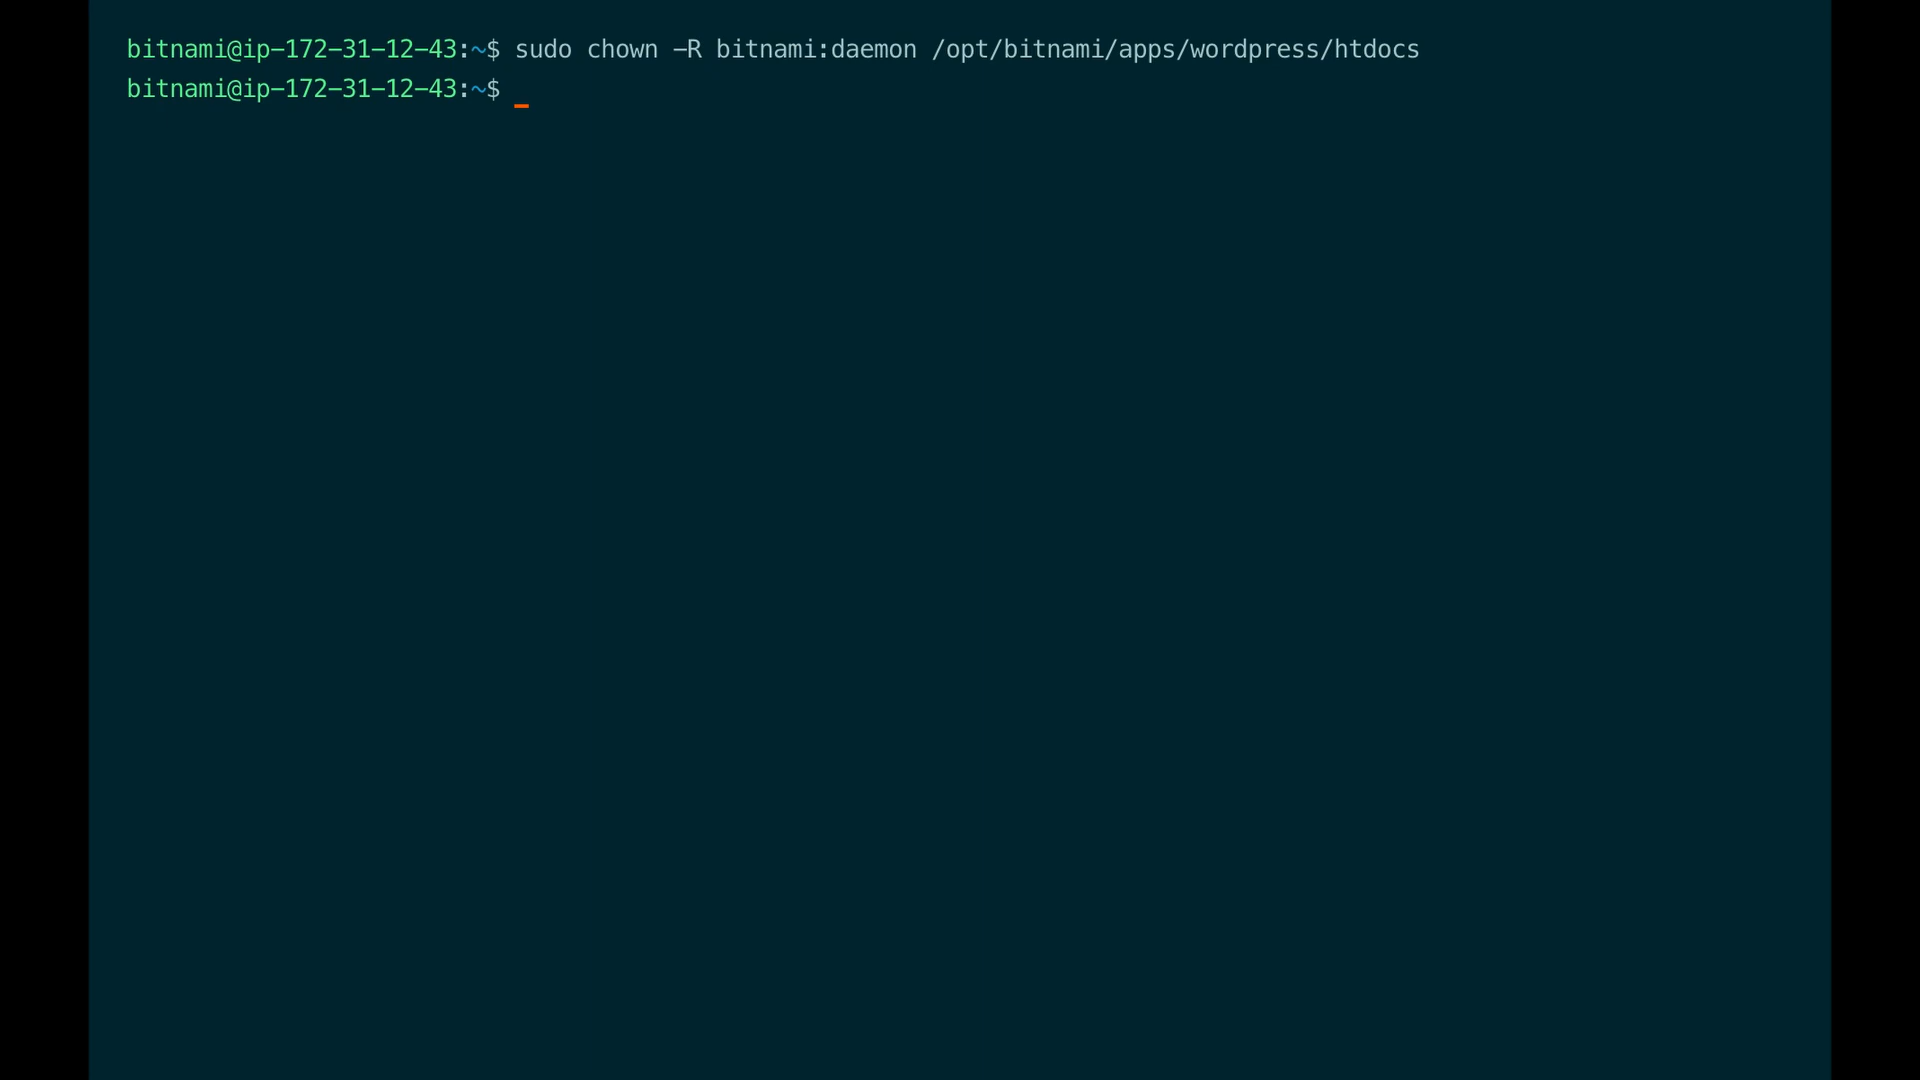 bitnami@ip-172-31-12-43:~$ sudo chown -R bitnami:daemon /opt/bitnami/apps/wordpress/htdocs
bitnami@ip-172-31-12-43:~$ _